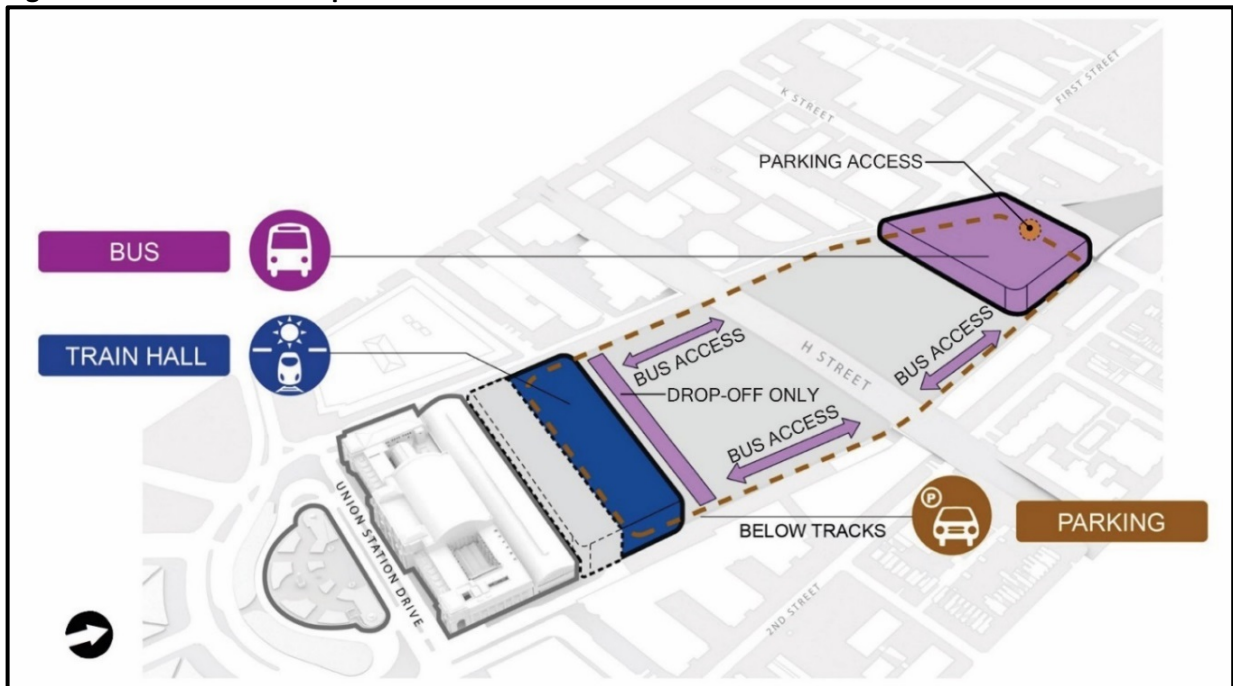 K STREET
FIRST STREET
PARKING ACCESS
BUS
TRAIN HALL
BUS ACCESS
H STREET
BUS ACCESS
DROP-OFF ONLY
BUS ACCESS
UNION STATION DRIVE
P
BELOW TRACKS
PARKING
2ND STREET